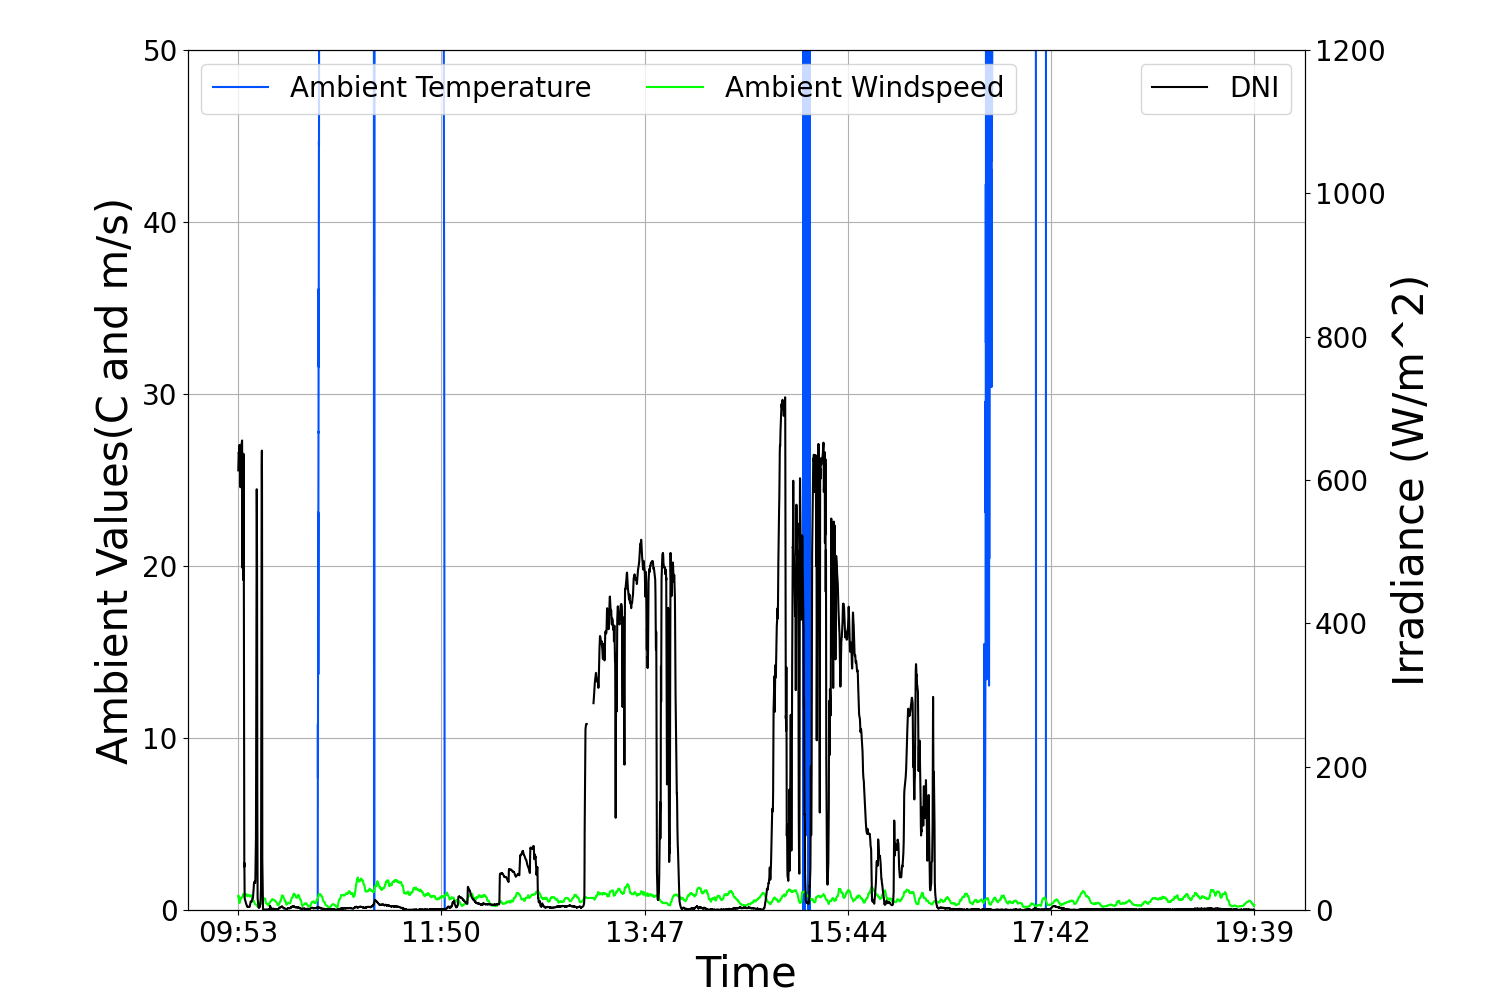 50
40
30
20
10
0
Ambient Values(C and m/s)
Ambient Temperature
Ambient Windspeed
DNI
1200
1000
800
600
400
200
0
Irradiance (W/m^2)
09:53 11:50 13:47 15:44 17:42 19:39
Time